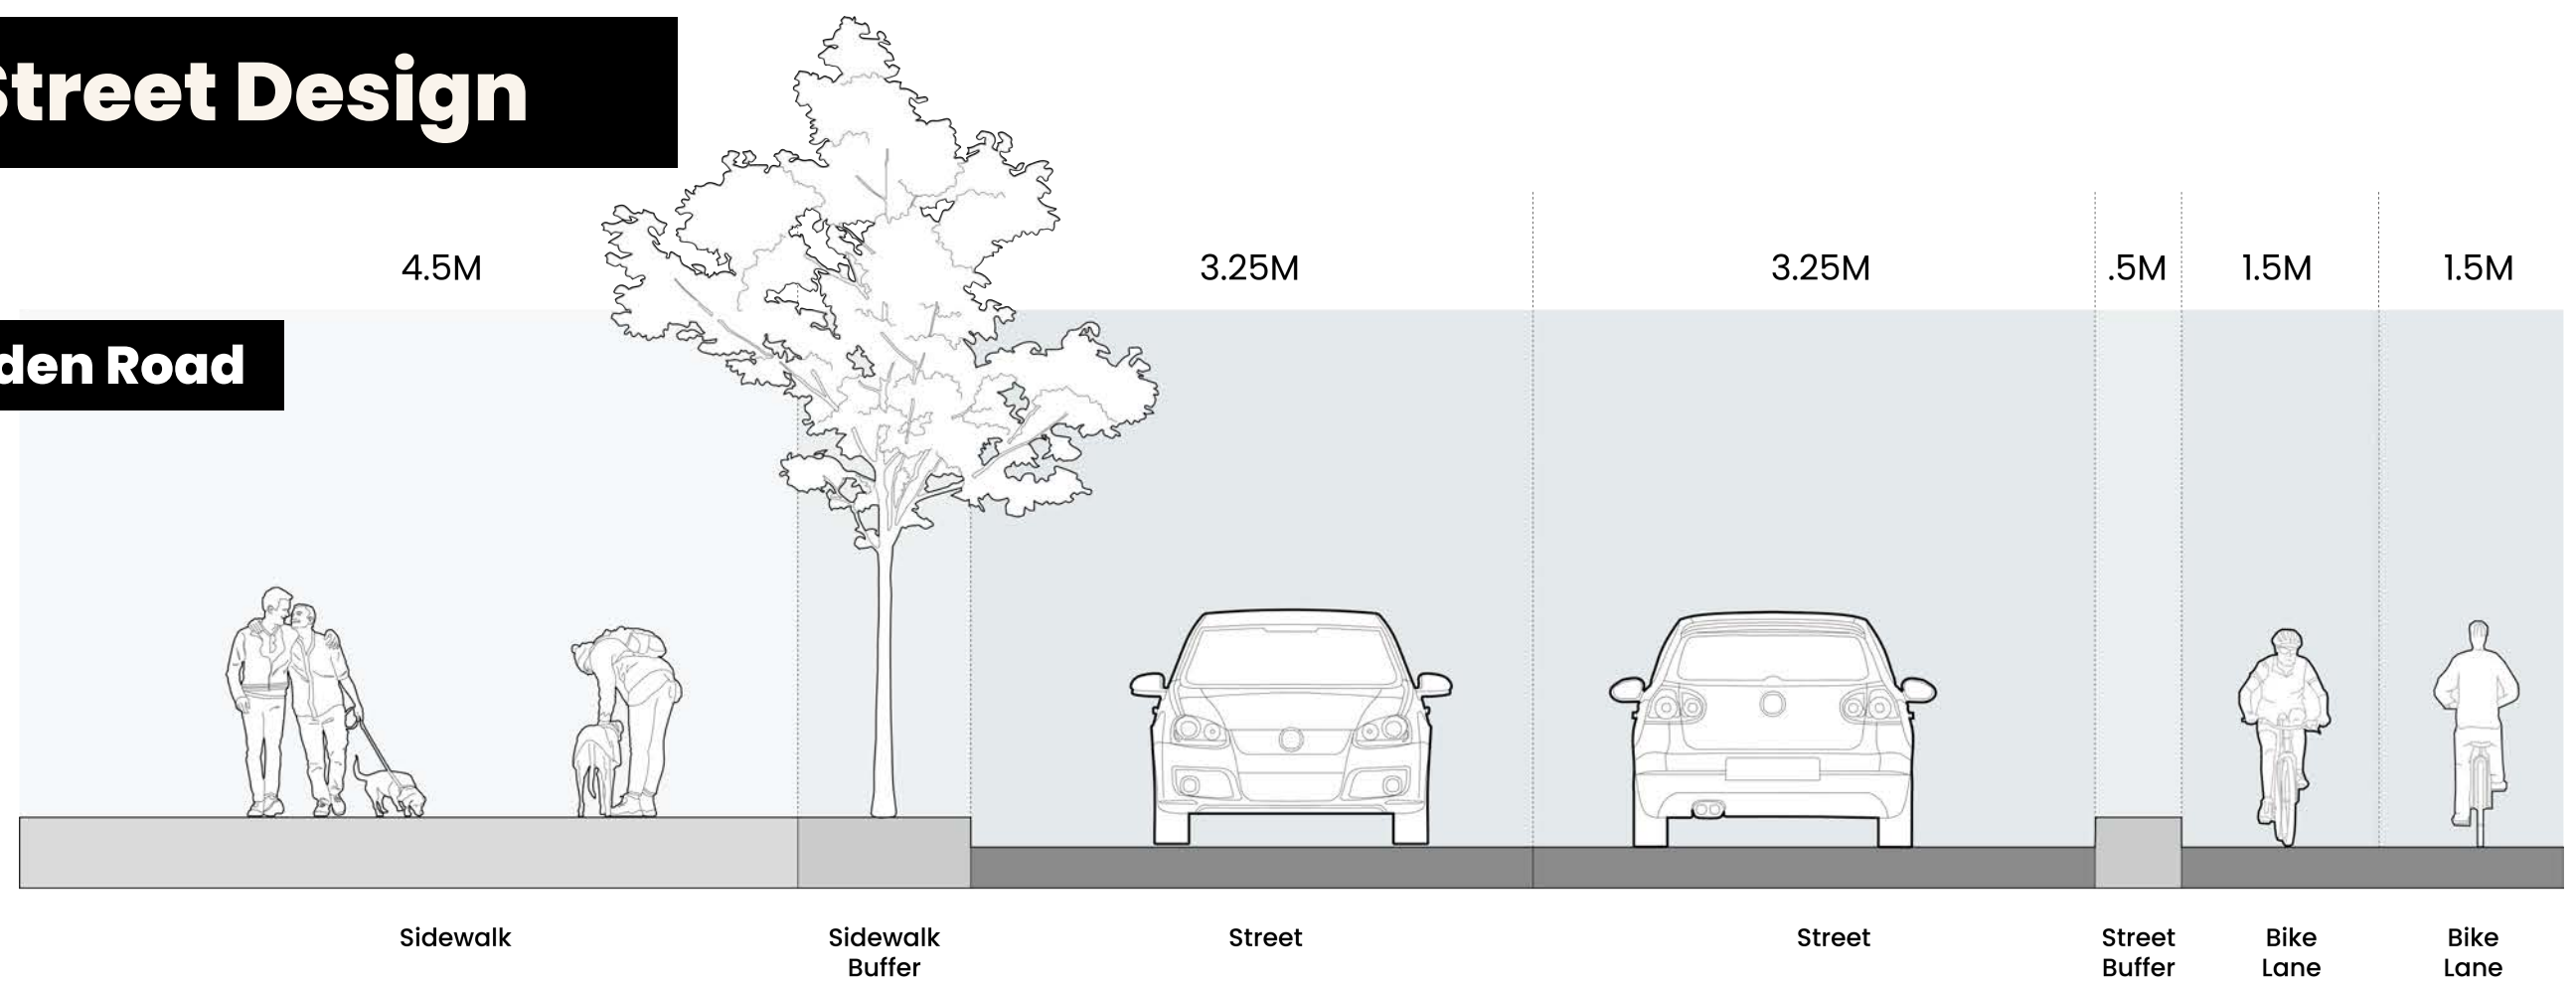 Street Design
4.5M 3.25M 3.25M .5M 1.5M 1.5M
den Road
Sidewalk Sidewalk Buffer Street Street Street Buffer Bike Lane Bike Lane